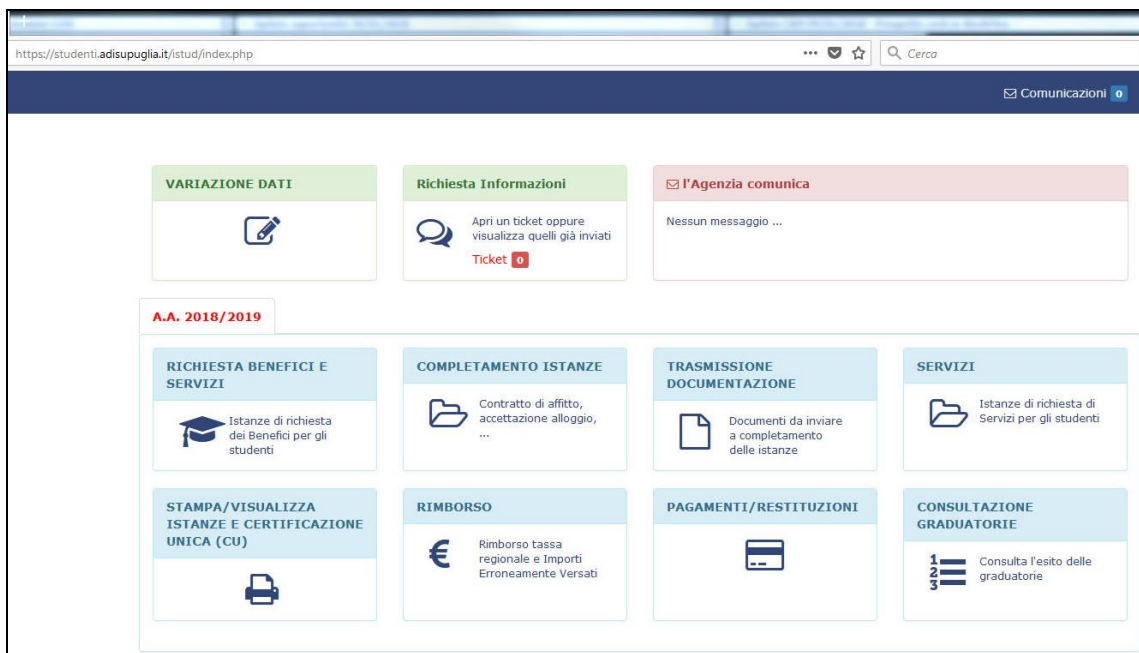 https://studenti.adisupuglia.it/istud/index.php
Cerca
Comunicazioni 0
VARIAZIONE DATI
Richiesta Informazioni
Apri un ticket oppure
visualizza quelli già inviati
Ticket 0
l'Agenzia comunica
Nessun messaggio ...
A.A. 2018/2019
RICHIESTA BENEFICI E
SERVIZI
Istanze di richiesta
dei Benefici per gli
studenti
COMPLETAMENTO ISTANZE
Contratto di affitto,
accettazione alloggio,
...
TRASMISSIONE
DOCUMENTAZIONE
Documenti da inviare
a completamento
delle istanze
SERVIZI
Istanze di richiesta di
Servizi per gli studenti
STAMPA/VISUALIZZA
ISTANZE E CERTIFICAZIONE
UNICA (CU)
RIMBORSO
€
Rimborso tassa
regionale e Importi
Erroneamente Versati
PAGAMENTI/RESTITUZIONI
CONSULTAZIONE
GRADUATORIE
1
2
3
Consulta l'esito delle
graduatorie